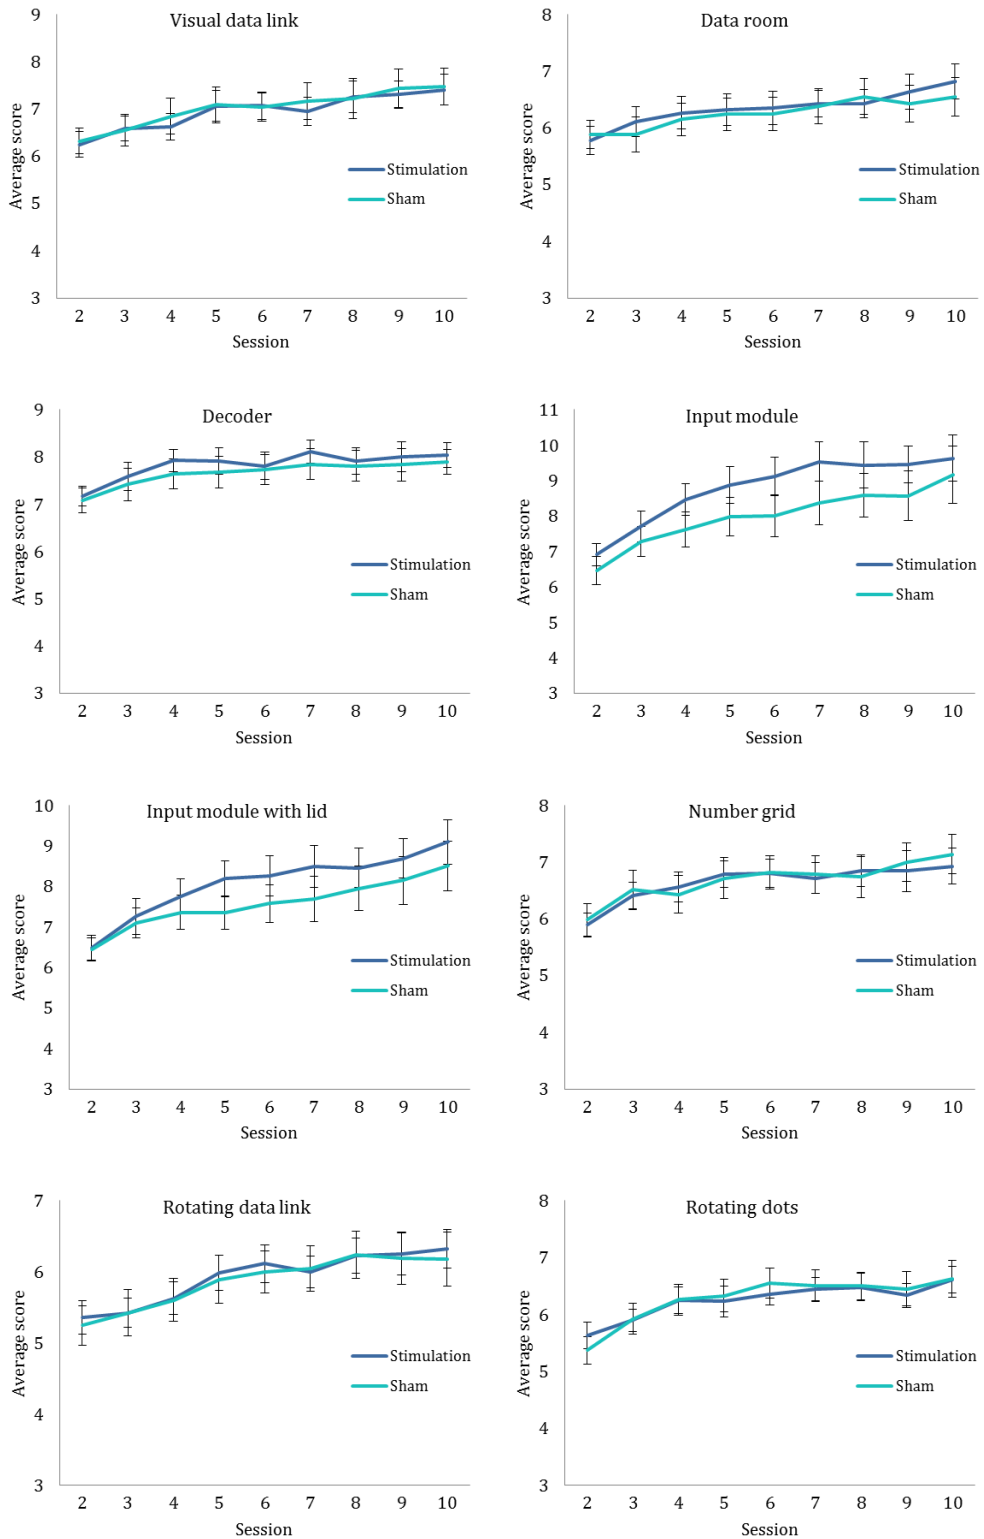 Visual data link
Average score
9
8
7
6
5
4
3
Stimulation
Sham
2 3 4 5 6 7 8 9 10
Session
Data room
Average score
8
7
6
5
4
3
Stimulation
Sham
2 3 4 5 6 7 8 9 10
Session
Decoder
Average score
9
8
7
6
5
4
3
Stimulation
Sham
2 3 4 5 6 7 8 9 10
Session
Input module
Average score
11
10
9
8
7
6
5
4
3
Stimulation
Sham
2 3 4 5 6 7 8 9 10
Session
Input module with lid
Average score
10
9
8
7
6
5
4
3
Stimulation
Sham
2 3 4 5 6 7 8 9 10
Session
Number grid
Average score
8
7
6
5
4
3
Stimulation
Sham
2 3 4 5 6 7 8 9 10
Session
Rotating data link
Average score
7
6
5
4
3
Stimulation
Sham
2 3 4 5 6 7 8 9 10
Session
Rotating dots
Average score
8
7
6
5
4
3
Stimulation
Sham
2 3 4 5 6 7 8 9 10
Session